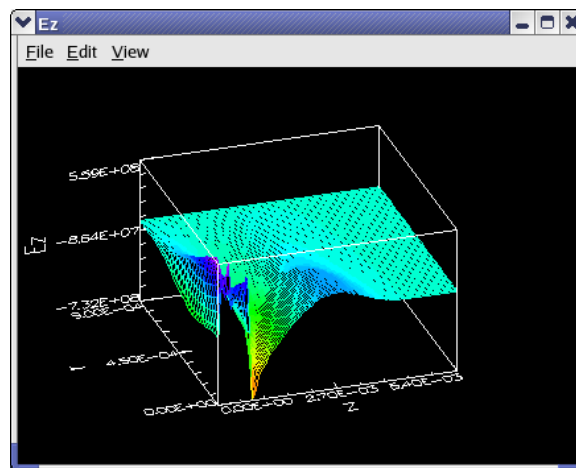 Ez
File Edit View
5.59E+08
Ez
-8.64E+07
-7.32E+08
9.00E-04
r
4.50E-04
0.00E+00
0.00E+00
2.70E-03
5.40E-03
z